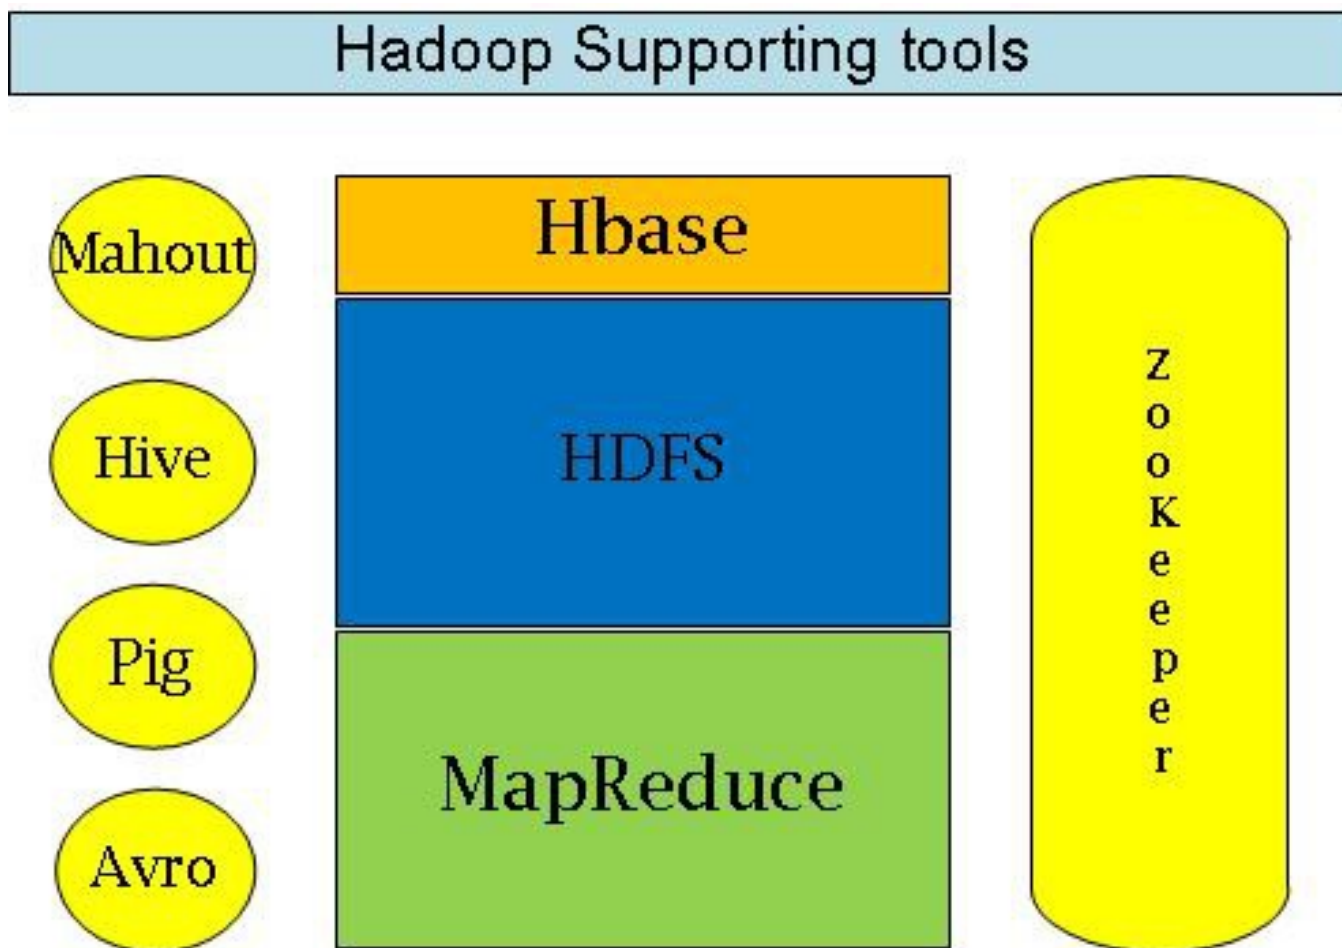 Hadoop Supporting tools
Mahout
Hive
Pig
Avro
Hbase
HDFS
MapReduce
ZooKeeper